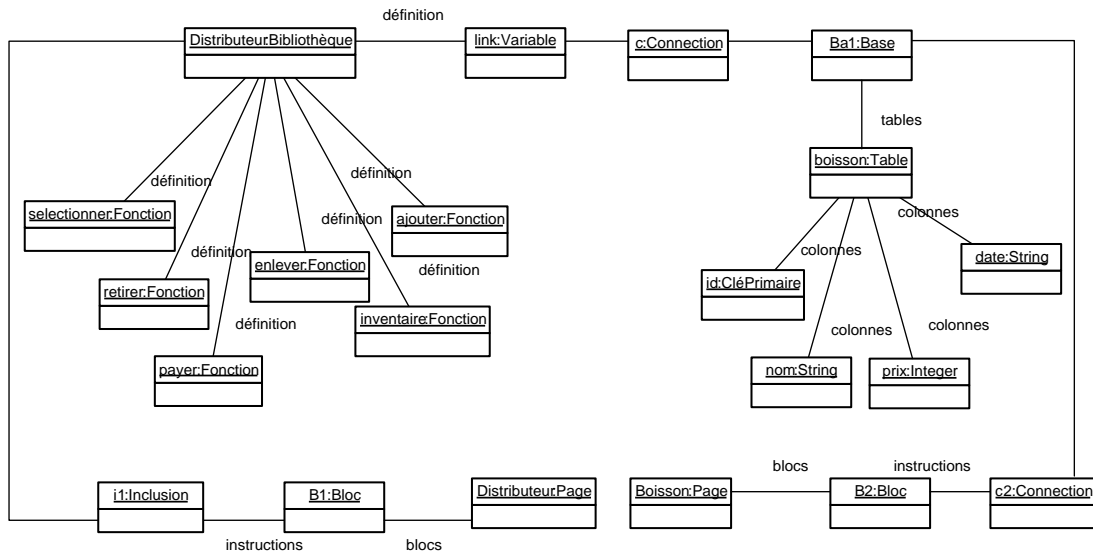 définition
Distributeur:Bibliothèque
link:Variable
c:Connection
Ba1:Base
tables
boisson:Table
définition
définition
selectionner:Fonction
définition
définition
ajouter:Fonction
colonnes
colonnes
date:String
enlever:Fonction
définition
retirer:Fonction
id:CléPrimaire
définition
inventaire:Fonction
colonnes
colonnes
payer:Fonction
nom:String
prix:Integer
blocs
instructions
i1:Inclusion
B1:Bloc
Distributeur:Page
Boisson:Page
B2:Bloc
c2:Connection
instructions
blocs